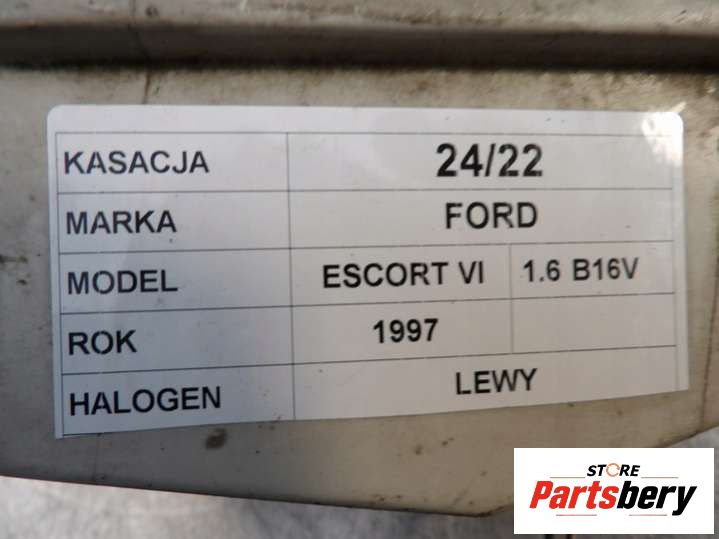 KASACJA 24/22
MARKA FORD
MODEL ESCORT VI 1.6 B16V
ROK 1997
HALOGEN LEWY
STORE
Partsbery